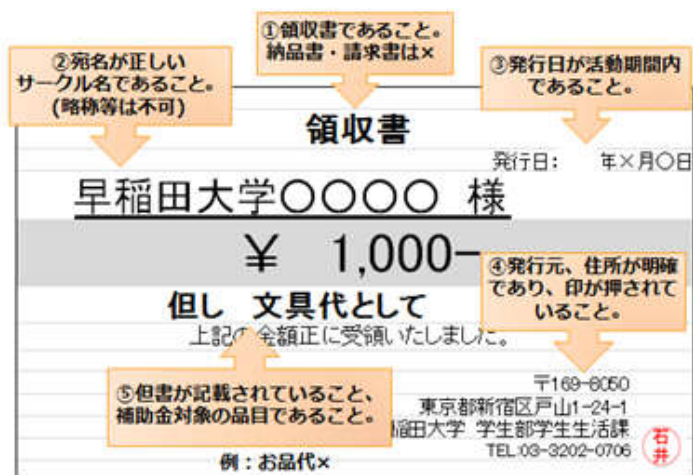 ①領収書であること。
納品書・請求書は×
②宛名が正しい
サークル名であること。
(略称等は不可)
③発行日が活動期間内
であること。
領収書
発行日： 年×月〇日
早稲田大学〇〇〇〇 様
¥ 1,000−
④発行元、住所が明確
であり、印が押されて
いること。
但し 文具代として
上記の金額正に受領いたしました。
⑤但書が記載されていること、
補助金対象の品目であること。
例：お品代×
〒169-8050
東京都新宿区戸山1-24-1
稲田大学 学生部学生生活課
TEL:03-3202-0706
石井